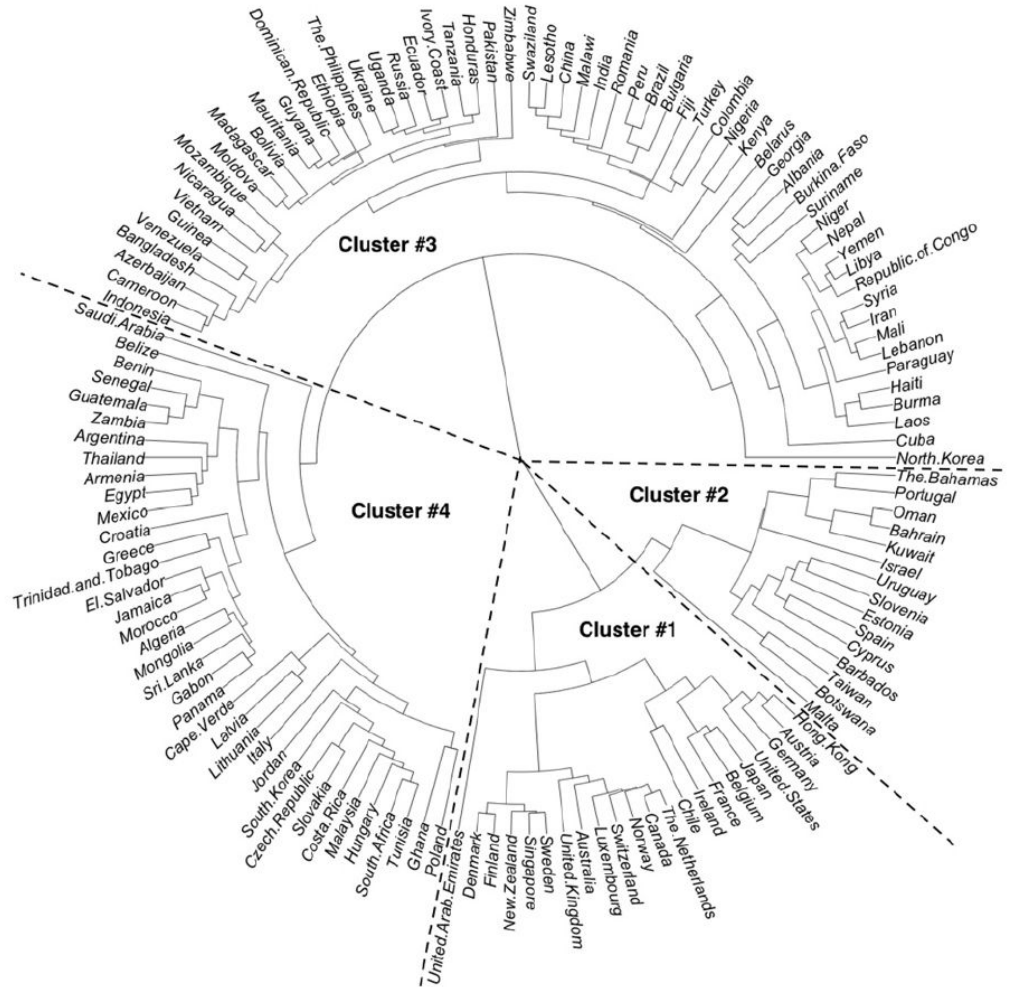 Zimbabwe
Swaziland
Lesotho
China
Malawi
India
Romania
Peru
Brazil
Bulgaria
Fiji
Turkey
Colombia
Nigeria
Kenya
Belarus
Georgia
Albania
Burkina.Faso
Suriname
Niger
Nepal
Yemen
Libya
Republic.of.Congo
Syria
Iran
Mali
Lebanon
Paraguay
Haiti
Burma
Laos
Cuba
North.Korea
The.Bahamas
Portugal
Oman
Bahrain
Kuwait
Israel
Uruguay
Slovenia
Estonia
Spain
Cyprus
Barbados
Taiwan
Botswana
Malta
Hong.Kong
Austria
Germany
United.States
Japan
Belgium
France
Ireland
Chile
The.Netherlands
Canada
Norway
Switzerland
Luxembourg
Australia
United.Kingdom
Sweden
Singapore
New.Zealand
Finland
Denmark
United.Arab.Emirates
Poland
Ghana
Tunisia
South.Africa
Hungary
Malaysia
Costa.Rica
Slovakia
Czech.Republic
South.Korea
Jordan
Italy
Lithuania
Latvia
Cape.Verde
Panama
Gabon
Sri.Lanka
Mongolia
Algeria
Morocco
Jamaica
El.Salvador
Trinidad.and.Tobago
Greece
Croatia
Mexico
Egypt
Armenia
Thailand
Argentina
Zambia
Guatemala
Senegal
Benin
Belize
Saudi.Arabia
Indonesia
Cameroon
Azerbaijan
Bangladesh
Venezuela
Guinea
Vietnam
Nicaragua
Mozambique
Moldova
Madagascar
Bolivia
Mauritania
Guyana
Dominican.Republic
Ethiopia
The.Philippines
Ukraine
Uganda
Russia
Ecuador
Ivory.Coast
Tanzania
Honduras
Pakistan
Cluster #3
Cluster #2
Cluster #4
Cluster #1